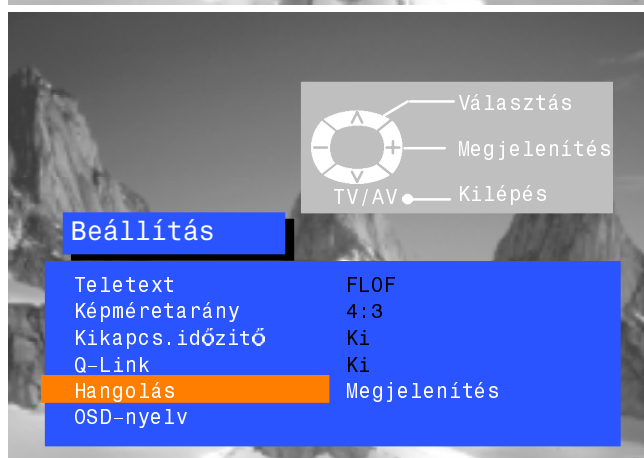 Választás
Megjelenítés
TV/AV Kilépés
Beállítás
Teletext FLOF
Képméretarány 4:3
Kikapcs.időzitő Ki
Q-Link Ki
Hangolás Megjelenítés
OSD-nyelv